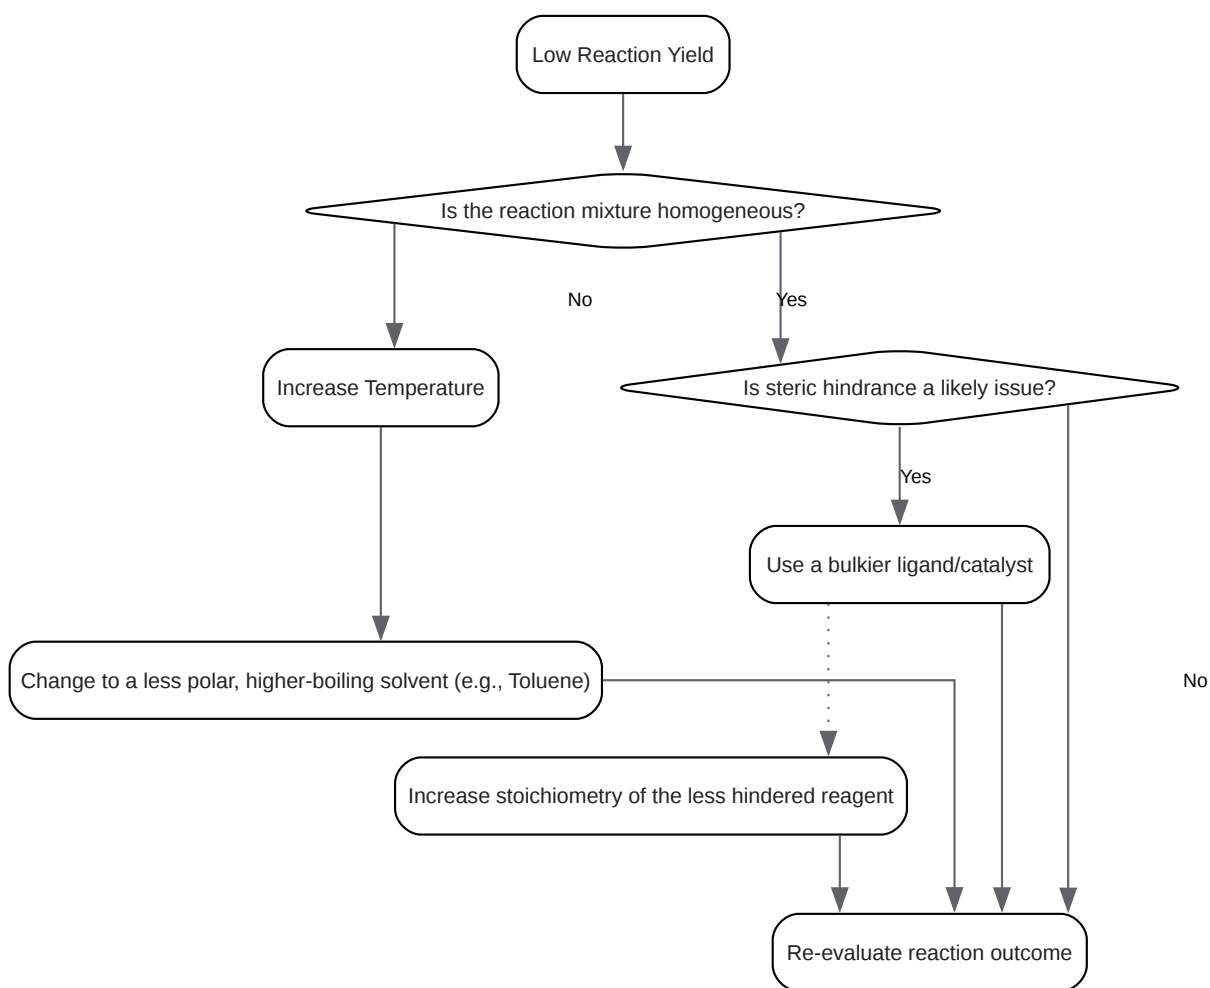 Low Reaction Yield
Is the reaction mixture homogeneous?
No
Yes
Increase Temperature
Is steric hindrance a likely issue?
Yes
Use a bulkier ligand/catalyst
Change to a less polar, higher-boiling solvent (e.g., Toluene)
No
Increase stoichiometry of the less hindered reagent
Re-evaluate reaction outcome